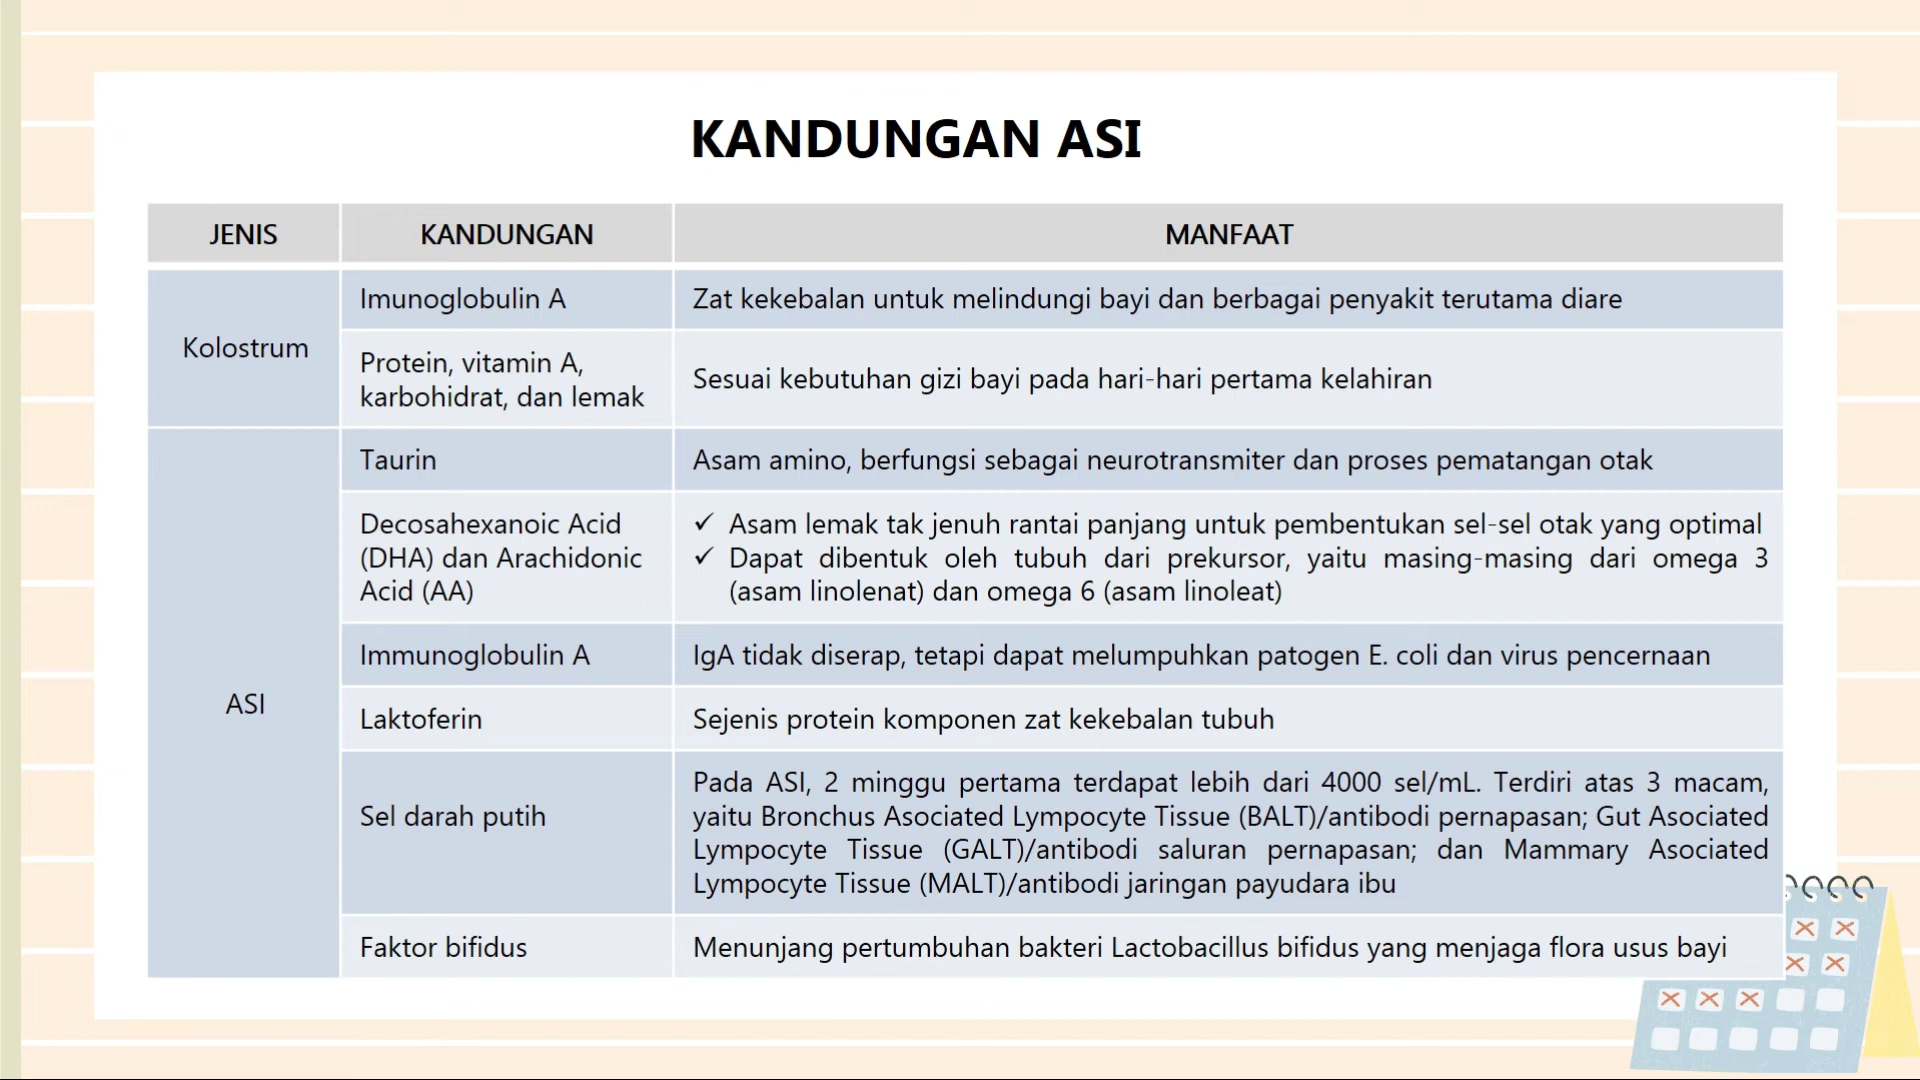 KANDUNGAN ASI
JENIS
KANDUNGAN
MANFAAT
Kolostrum
Imunoglobulin A
Zat kekebalan untuk melindungi bayi dan berbagai penyakit terutama diare
Protein, vitamin A,
karbohidrat, dan lemak
Sesuai kebutuhan gizi bayi pada hari-hari pertama kelahiran
ASI
Taurin
Asam amino, berfungsi sebagai neurotransmiter dan proses pematangan otak
Decosahexanoic Acid
(DHA) dan Arachidonic
Acid (AA)
✓ Asam lemak tak jenuh rantai panjang untuk pembentukan sel-sel otak yang optimal
✓ Dapat dibentuk oleh tubuh dari prekursor, yaitu masing-masing dari omega 3
(asam linolenat) dan omega 6 (asam linoleat)
Immunoglobulin A
IgA tidak diserap, tetapi dapat melumpuhkan patogen E. coli dan virus pencernaan
Laktoferin
Sejenis protein komponen zat kekebalan tubuh
Sel darah putih
Pada ASI, 2 minggu pertama terdapat lebih dari 4000 sel/mL. Terdiri atas 3 macam,
yaitu Bronchus Asociated Lympocyte Tissue (BALT)/antibodi pernapasan; Gut Asociated
Lympocyte Tissue (GALT)/antibodi saluran pernapasan; dan Mammary Asociated
Lympocyte Tissue (MALT)/antibodi jaringan payudara ibu
Faktor bifidus
Menunjang pertumbuhan bakteri Lactobacillus bifidus yang menjaga flora usus bayi